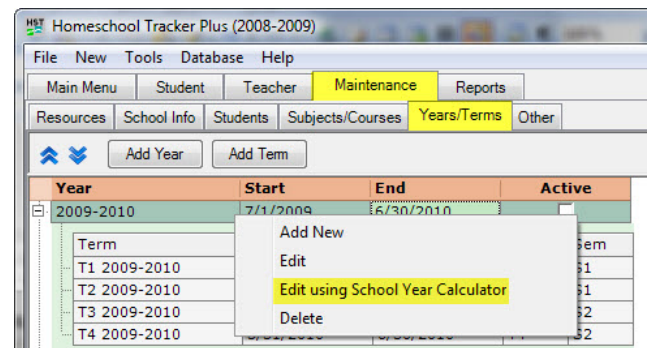 HST Homeschool Tracker Plus (2008-2009)
File New Tools Database Help
Main Menu Student Teacher Maintenance Reports
Resources School Info Students Subjects/Courses Years/Terms Other
Add Year Add Term
Year Start End Active
2009-2010 7/1/2009 6/30/2010
Add New
Term Sem
Edit
T1 2009-2010 S1
Edit using School Year Calculator
T2 2009-2010 S1
T3 2009-2010 S2
Delete
T4 2009-2010 S2